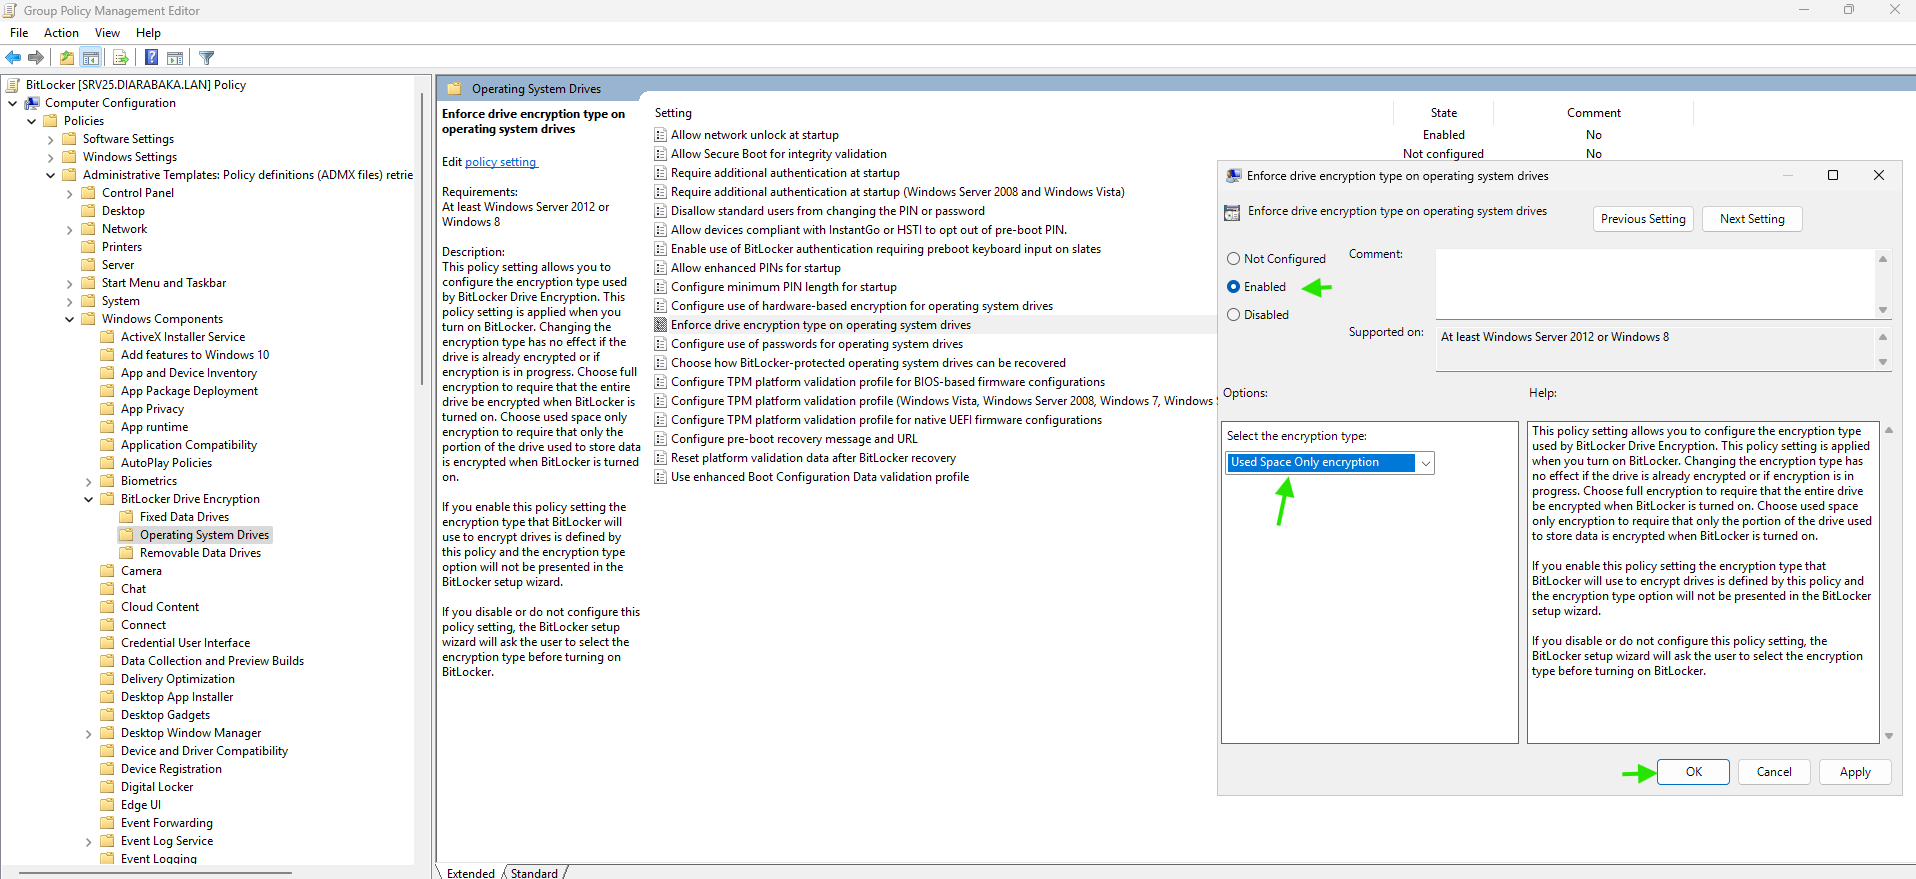 Group Policy Management Editor
File Action View Help
BitLocker [SRV25.DIARABAKA.LAN] Policy
Computer Configuration
Policies
Software Settings
Windows Settings
Administrative Templates: Policy definitions (ADMX files) retrie
Control Panel
Desktop
Network
Printers
Server
Start Menu and Taskbar
System
Windows Components
ActiveX Installer Service
Add features to Windows 10
App and Device Inventory
App Package Deployment
App Privacy
App runtime
Application Compatibility
AutoPlay Policies
Biometrics
BitLocker Drive Encryption
Fixed Data Drives
Operating System Drives
Removable Data Drives
Camera
Chat
Cloud Content
Connect
Credential User Interface
Data Collection and Preview Builds
Delivery Optimization
Desktop App Installer
Desktop Gadgets
Desktop Window Manager
Device and Driver Compatibility
Device Registration
Digital Locker
Edge UI
Event Forwarding
Event Log Service
Event Logging
Operating System Drives
Enforce drive encryption type on
operating system drives
Edit policy setting
Requirements:
At least Windows Server 2012 or
Windows 8
Description:
This policy setting allows you to
configure the encryption type used
by BitLocker Drive Encryption. This
policy setting is applied when you
turn on BitLocker. Changing the
encryption type has no effect if the
drive is already encrypted or if
encryption is in progress. Choose full
encryption to require that the entire
drive be encrypted when BitLocker is
turned on. Choose used space only
encryption to require that only the
portion of the drive used to store data
is encrypted when BitLocker is turned
on.
If you enable this policy setting the
encryption type that BitLocker will
use to encrypt drives is defined by
this policy and the encryption type
option will not be presented in the
BitLocker setup wizard.
If you disable or do not configure this
policy setting, the BitLocker setup
wizard will ask the user to select the
encryption type before turning on
BitLocker.
Setting State Comment
Allow network unlock at startup Enabled No
Allow Secure Boot for integrity validation Not configured No
Require additional authentication at startup
Require additional authentication at startup (Windows Server 2008 and Windows Vista)
Disallow standard users from changing the PIN or password
Allow devices compliant with InstantGo or HSTI to opt out of pre-boot PIN.
Enable use of BitLocker authentication requiring preboot keyboard input on slates
Allow enhanced PINs for startup
Configure minimum PIN length for startup
Configure use of hardware-based encryption for operating system drives
Enforce drive encryption type on operating system drives
Configure use of passwords for operating system drives
Choose how BitLocker-protected operating system drives can be recovered
Configure TPM platform validation profile for BIOS-based firmware configurations
Configure TPM platform validation profile (Windows Vista, Windows Server 2008, Windows 7, Windows S
Configure TPM platform validation profile for native UEFI firmware configurations
Configure pre-boot recovery message and URL
Reset platform validation data after BitLocker recovery
Use enhanced Boot Configuration Data validation profile
Extended Standard
Enforce drive encryption type on operating system drives
Enforce drive encryption type on operating system drives
Previous Setting Next Setting
Not Configured
Enabled
Disabled
Comment:
Supported on:
At least Windows Server 2012 or Windows 8
Options:
Help:
Select the encryption type:
Used Space Only encryption
This policy setting allows you to configure the encryption type
used by BitLocker Drive Encryption. This policy setting is applied
when you turn on BitLocker. Changing the encryption type has
no effect if the drive is already encrypted or if encryption is in
progress. Choose full encryption to require that the entire drive
be encrypted when BitLocker is turned on. Choose used space
only encryption to require that only the portion of the drive used
to store data is encrypted when BitLocker is turned on.
If you enable this policy setting the encryption type that
BitLocker will use to encrypt drives is defined by this policy and
the encryption type option will not be presented in the BitLocker
setup wizard.
If you disable or do not configure this policy setting, the
BitLocker setup wizard will ask the user to select the encryption
type before turning on BitLocker.
OK Cancel Apply